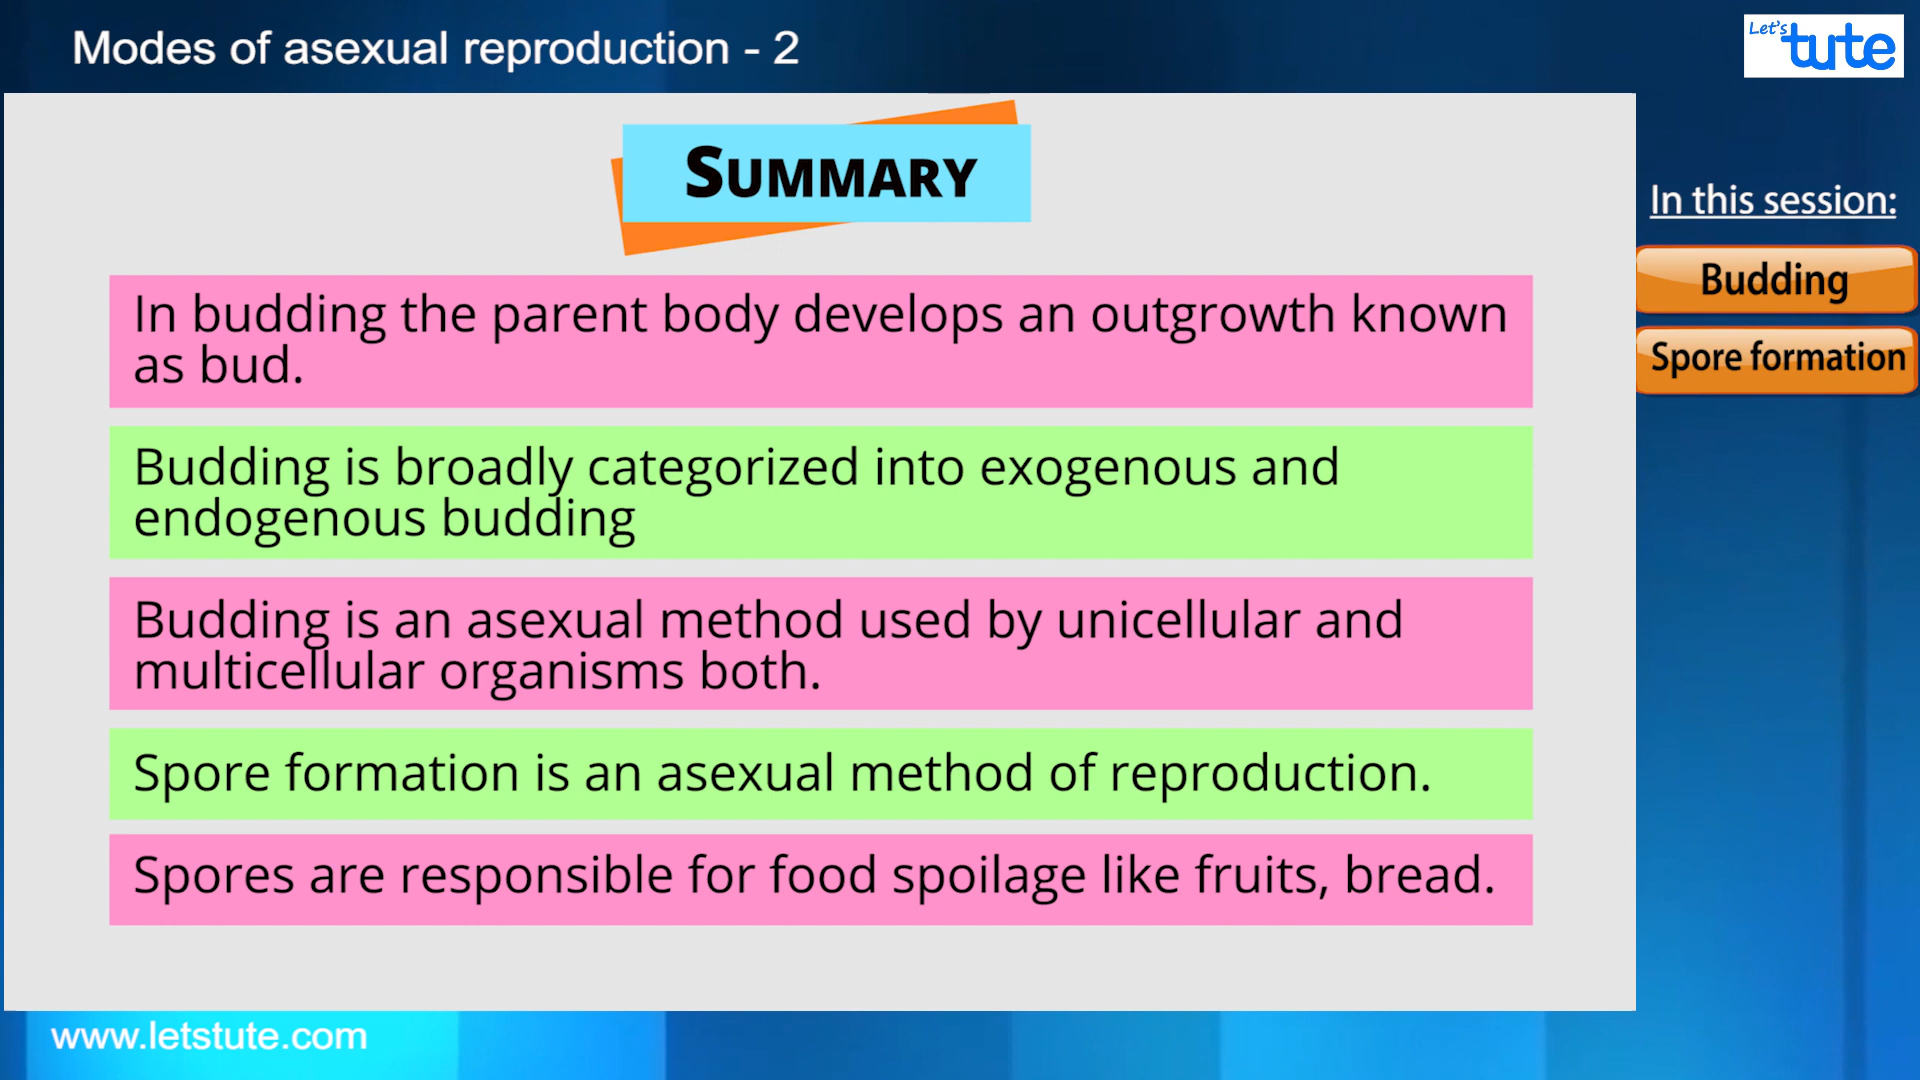 Modes of asexual reproduction - 2
Let's tute
SUMMARY
In this session:
Budding
Spore formation
In budding the parent body develops an outgrowth known
as bud.
Budding is broadly categorized into exogenous and
endogenous budding
Budding is an asexual method used by unicellular and
multicellular organisms both.
Spore formation is an asexual method of reproduction.
Spores are responsible for food spoilage like fruits, bread.
www.letstute.com